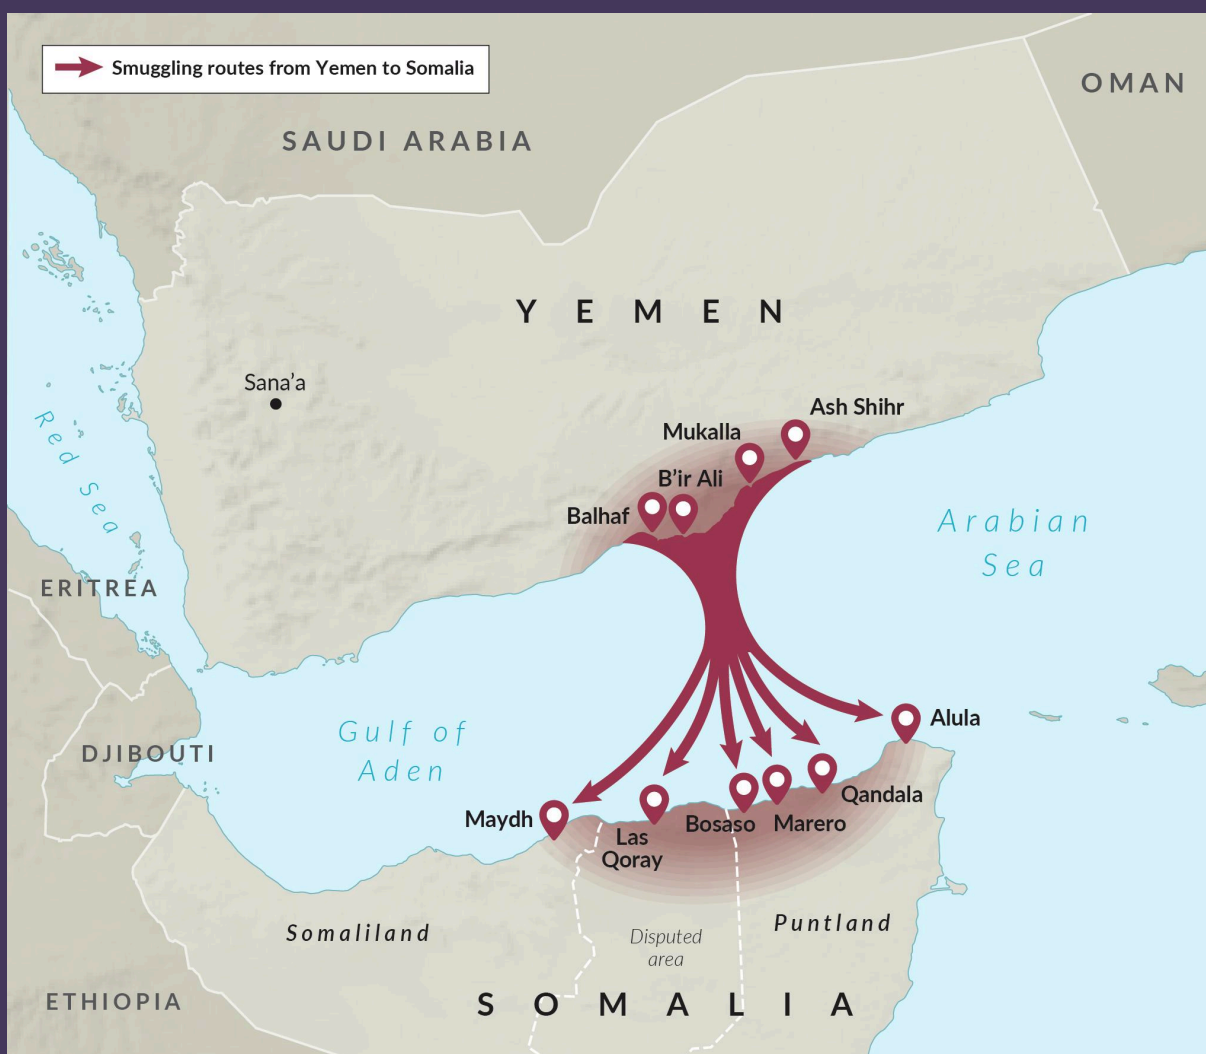 Smuggling routes from Yemen to Somalia
OMAN
SAUDI ARABIA
YEMEN
Sana’a
Ash Shihr
Mukalla
B’ir Ali
Balhaf
Red Sea
Arabian
Sea
ERITREA
Alula
Gulf of
Aden
DJIBOUTI
Qandala
Maydh
Las
Qoray
Bosaso
Marero
Somaliland
Disputed
area
Puntland
ETHIOPIA
SOMALIA